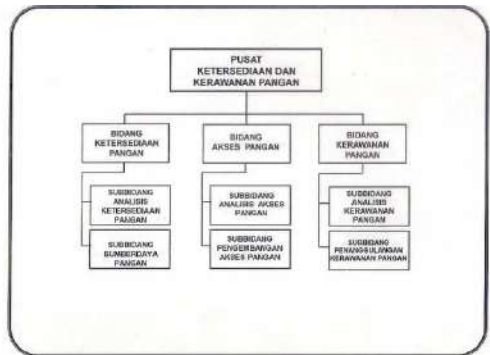 PUSAT
KETERSEDIAAN DAN
KERAWANAN PANGAN
BIDANG
KETERSEDIAAN
PANGAN
BIDANG
AKSES PANGAN
BIDANG
KERAWANAN
PANGAN
SUBBIDANG
ANALISIS
KETERSEDIAAN
PANGAN
SUBBIDANG
ANALISIS AKSES
PANGAN
SUBBIDANG
ANALISIS
KERAWANAN
PANGAN
SUBBIDANG
SUMBERDAYA
PANGAN
SUBBIDANG
PENGEMBANGAN
AKSES PANGAN
SUBBIDANG
PENANGGULANGAN
KERAWANAN PANGAN